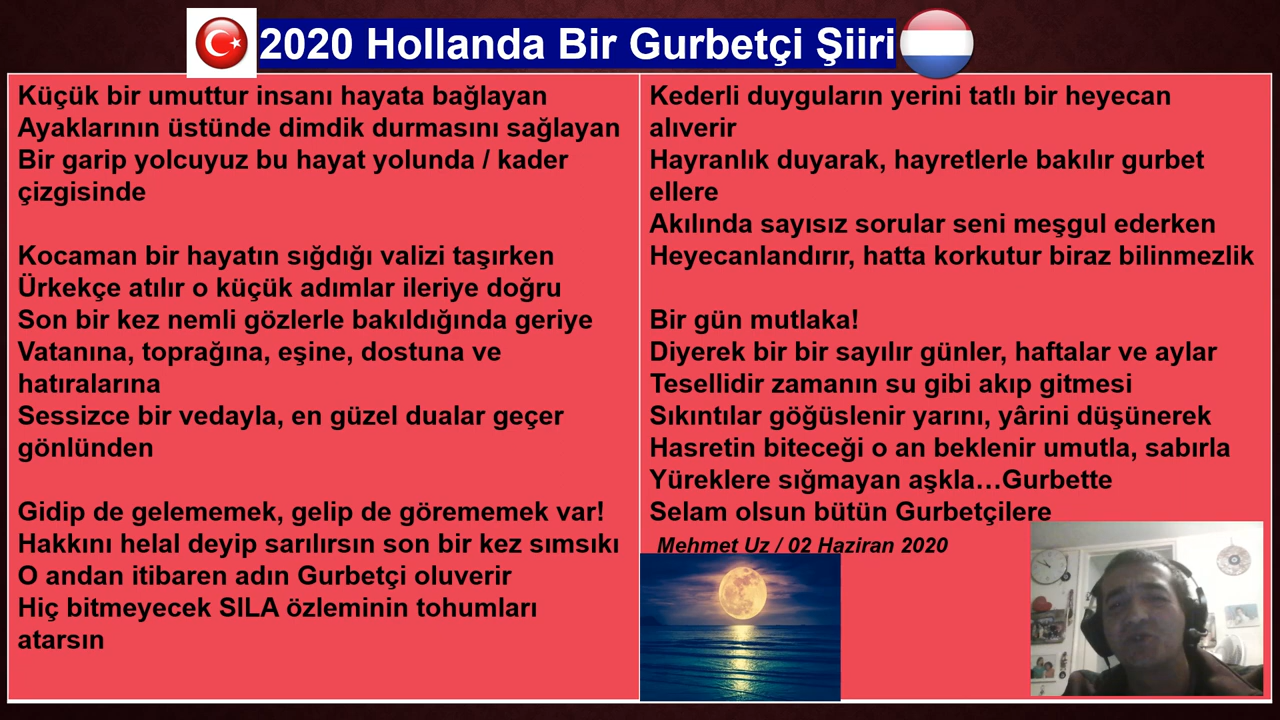 2020 Hollanda Bir Gurbetçi Şiiri
Küçük bir umuttur insanı hayata bağlayan
Ayaklarının üstünde dimdik durmasını sağlayan
Bir garip yolcuyuz bu hayat yolunda / kader
çizgisinde
Kocaman bir hayatın sığdığı valizi taşırken
Ürkekçe atılır o küçük adımlar ileriye doğru
Son bir kez nemli gözlerle bakıldığında geriye
Vatanına, toprağına, eşine, dostuna ve
hatıralarına
Sessizce bir vedayla, en güzel dualar geçer
gönlünden
Gidip de gelememek, gelip de görememek var!
Hakkını helal deyip sarılırsın son bir kez sımsıkı
O andan itibaren adın Gurbetçi oluverir
Hiç bitmeyecek SILA özleminin tohumları
atarsın
Kederli duyguların yerini tatlı bir heyecan
alıverir
Hayranlık duyarak, hayretlerle bakılır gurbet
ellere
Akılında sayısız sorular seni meşgul ederken
Heyecanlandırır, hatta korkutur biraz bilinmezlik
Bir gün mutlaka!
Diyerek bir bir sayılır günler, haftalar ve aylar
Tesellidir zamanın su gibi akıp gitmesi
Sıkıntılar göğüslenir yarını, yârini düşünerek
Hasretin biteceği o an beklenir umutla, sabırla
Yüreklere sığmayan aşkla…Gurbette
Selam olsun bütün Gurbetçilere
Mehmet Uz / 02 Haziran 2020